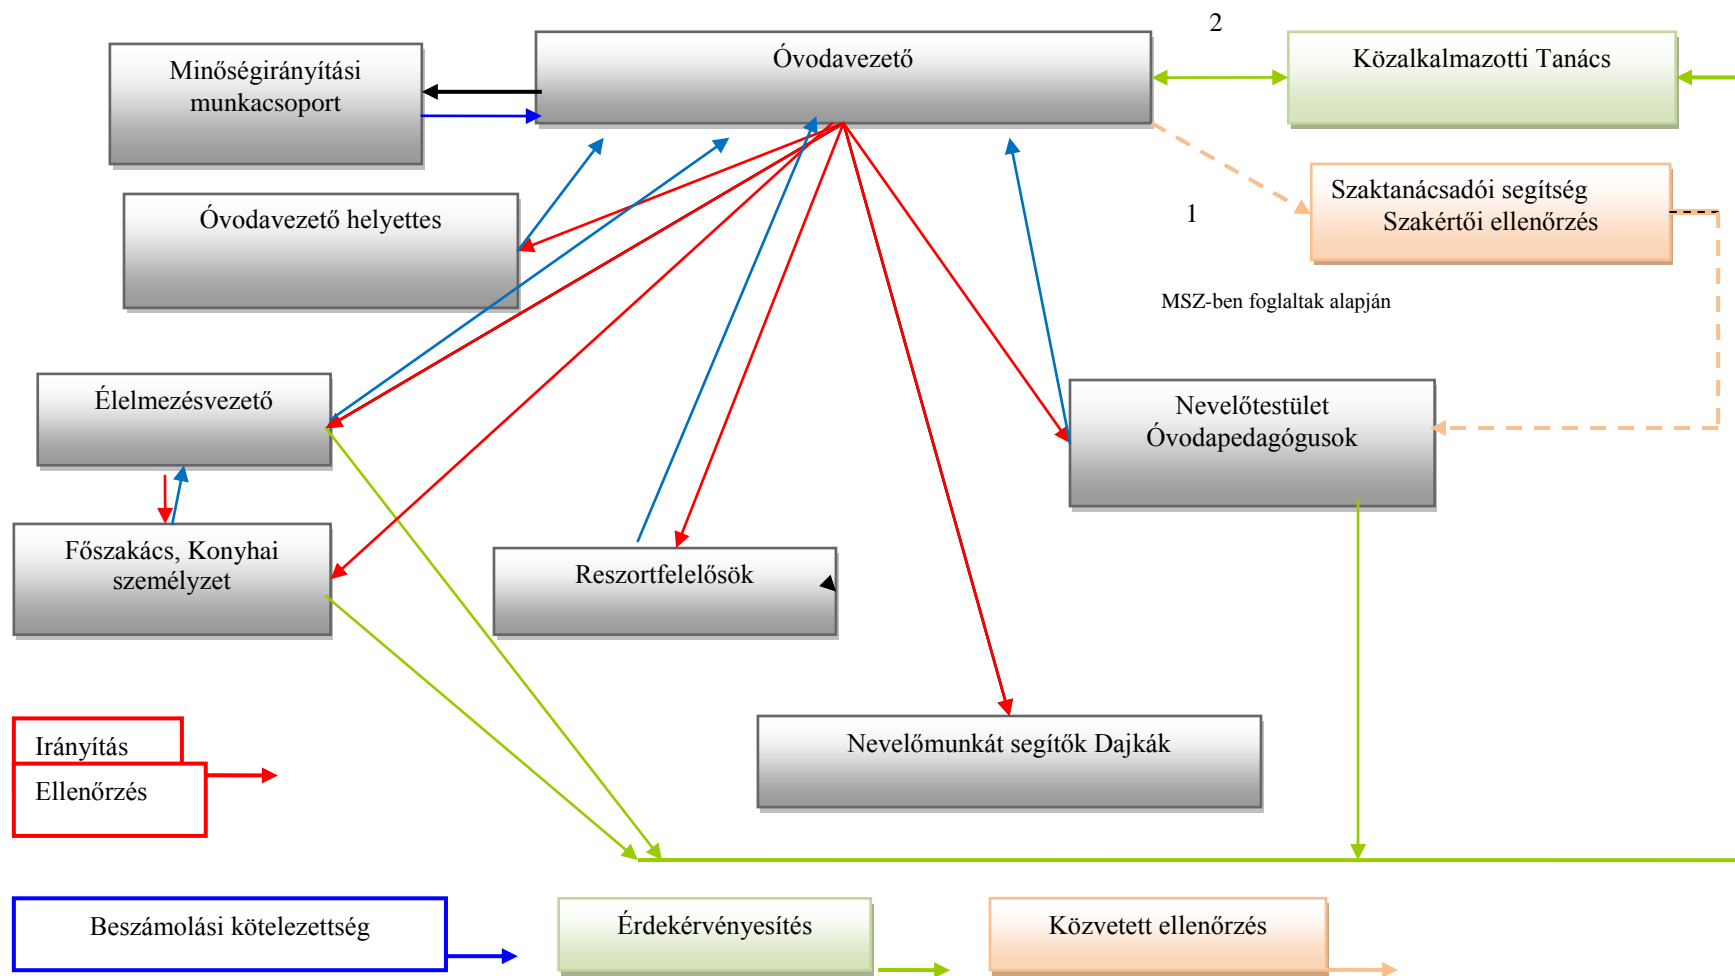 2
Minőségirányítási
munkacsoport
Óvodavezető
Közalkalmazotti Tanács
Szaktanácsadói segítség
Szakértői ellenőrzés
1
Óvodavezető helyettes
MSZ-ben foglaltak alapján
Élelmezésvezető
Nevelőtestület
Óvodapedagógusok
Főszakács, Konyhai
személyzet
Reszortfelelősök
Nevelőmunkát segítők Dajkák
Irányítás
Ellenőrzés
Beszámolási kötelezettség
Érdekérvényesítés
Közvetett ellenőrzés